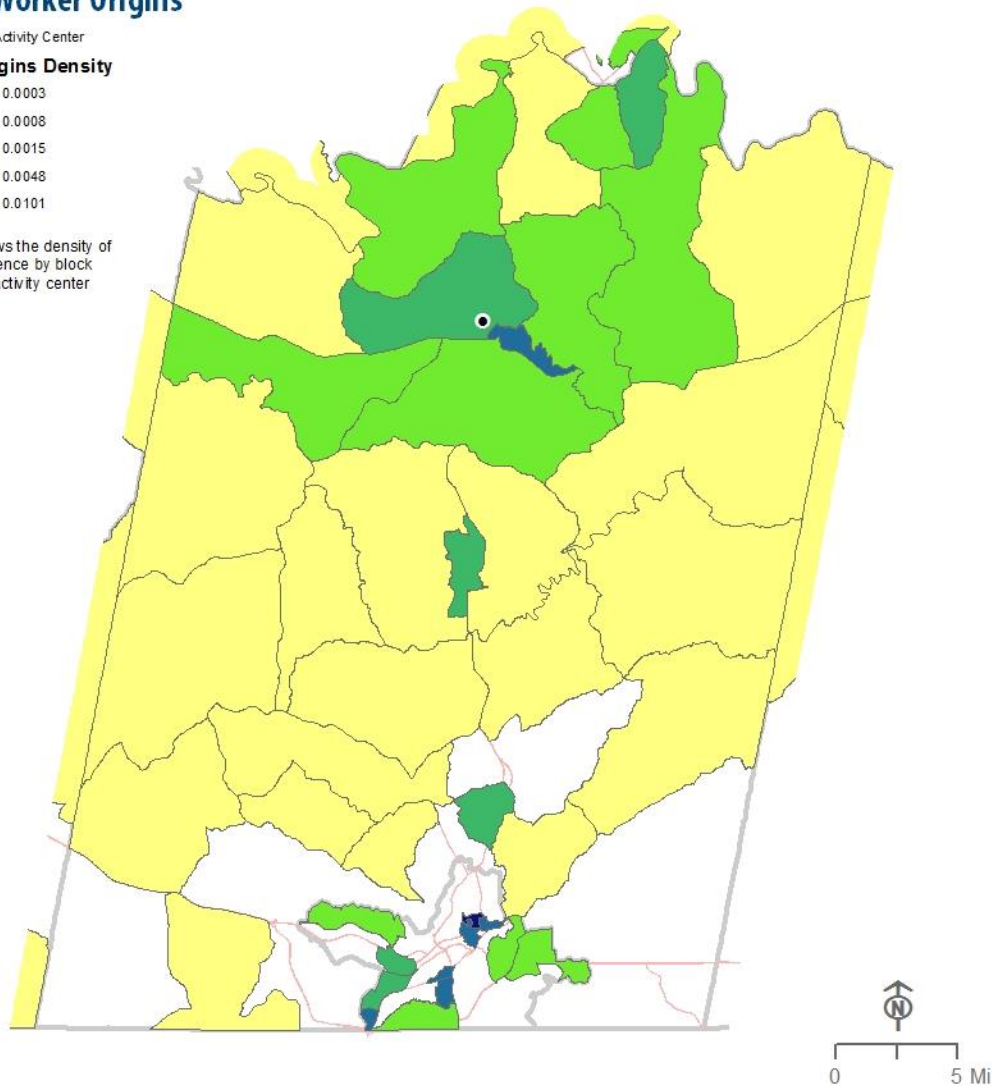 Worker Origins
Activity Center
gins Density
0.0003
0.0008
0.0015
0.0048
0.0101
ws the density of
ence by block
activity center
N
0 5 Mi